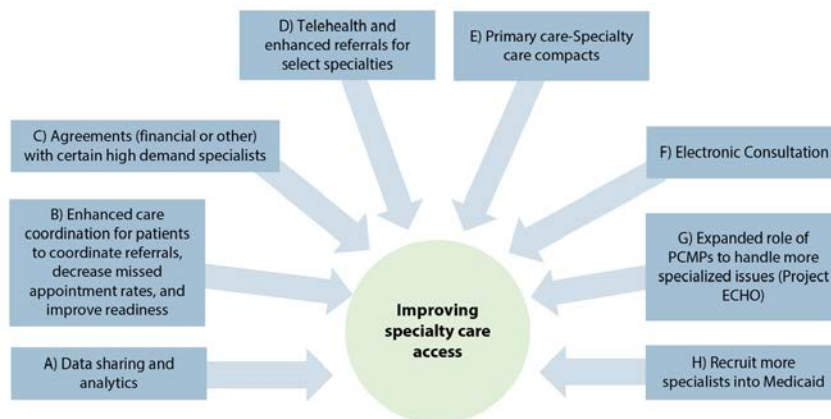 D) Telehealth and
enhanced referrals for
select specialties
E) Primary care-Specialty
care compacts
C) Agreements (financial or other)
with certain high demand specialists
F) Electronic Consultation
B) Enhanced care
coordination for patients
to coordinate referrals,
decrease missed
appointment rates, and
improve readiness
G) Expanded role of
PCMPs to handle more
specialized issues (Project
ECHO)
Improving
specialty care
access
A) Data sharing and
analytics
H) Recruit more
specialists into Medicaid